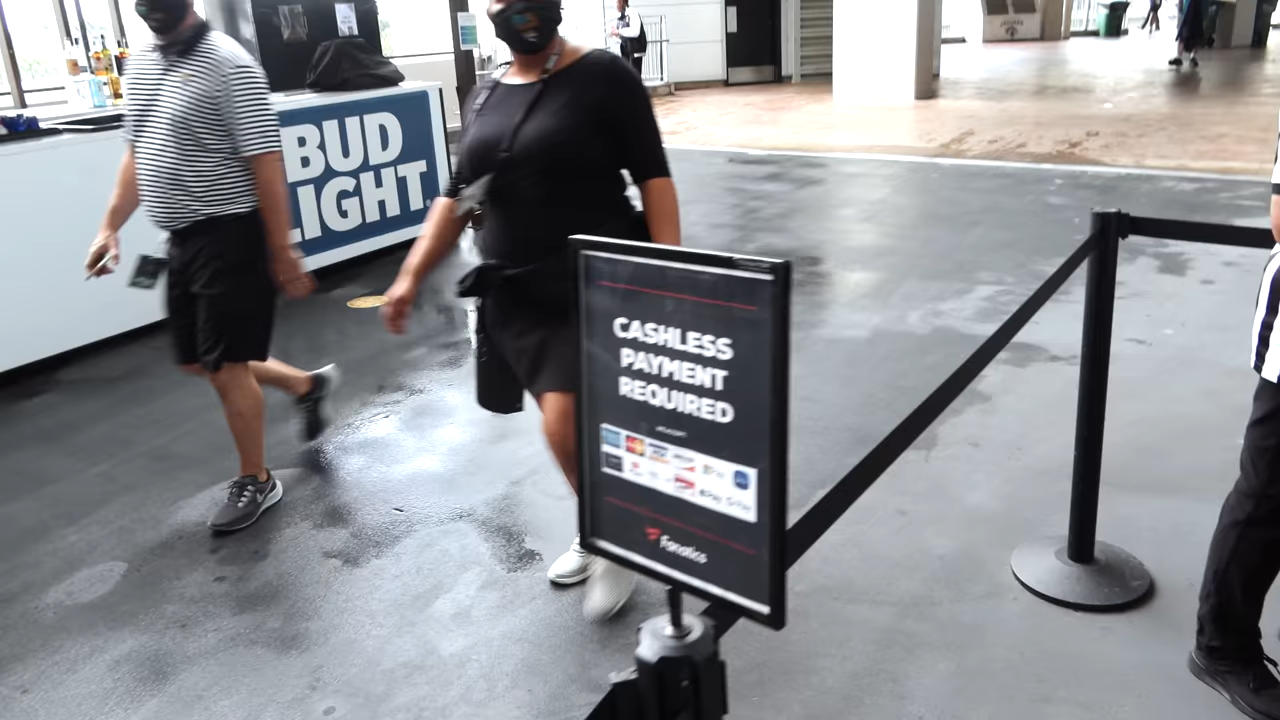 BUD
LIGHT
CASHLESS
PAYMENT
REQUIRED
Fanatics